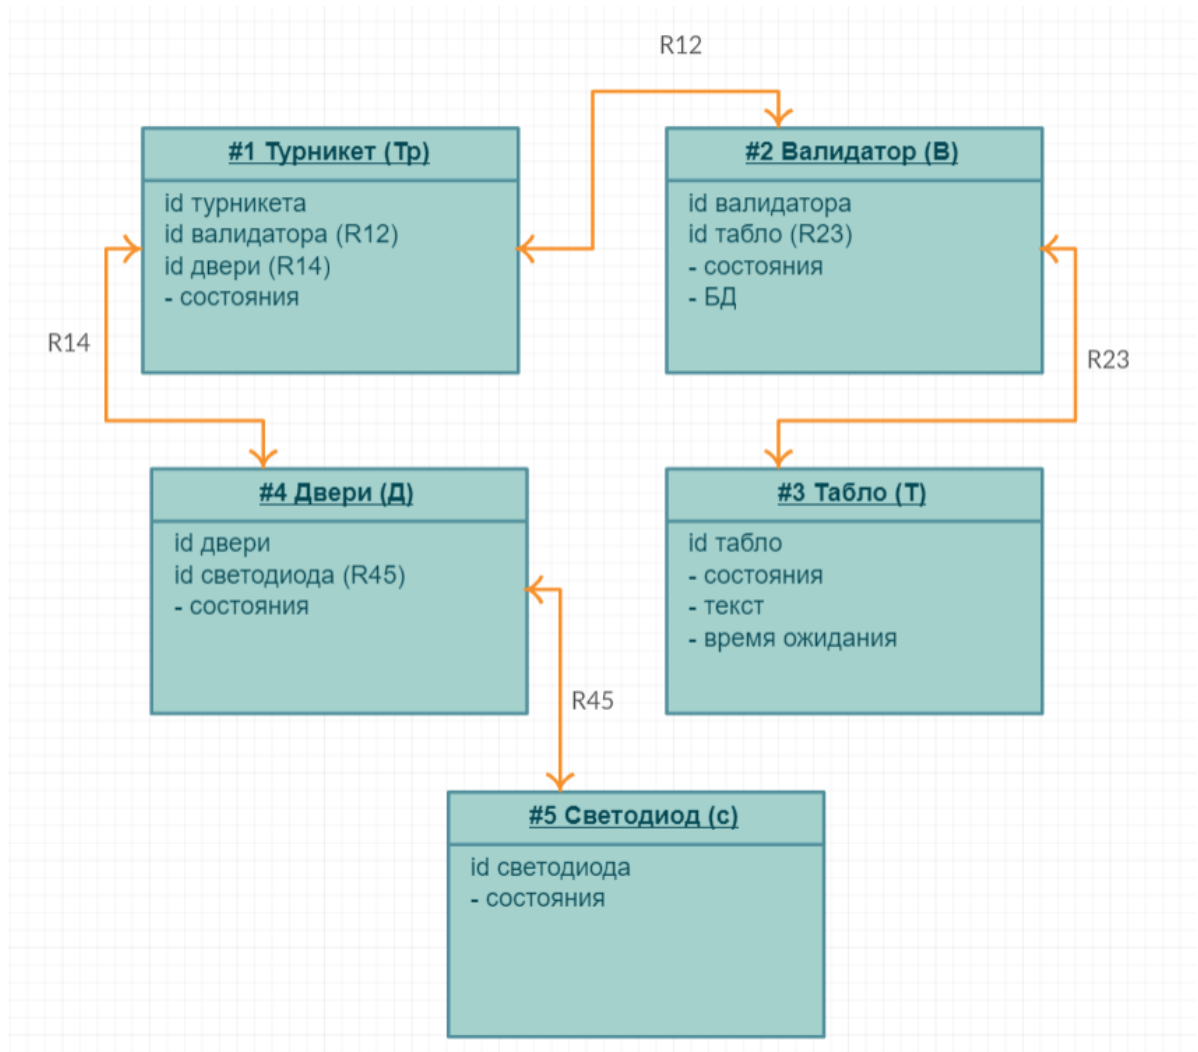 R12
#1 Турникет (Тр)
id турникета
id валидатора (R12)
id двери (R14)
- состояния
#2 Валидатор (В)
id валидатора
id табло (R23)
- состояния
- БД
R14
R23
#4 Двери (Д)
id двери
id светодиода (R45)
- состояния
#3 Табло (Т)
id табло
- состояния
- текст
- время ожидания
R45
#5 Светодиод (с)
id светодиода
- состояния